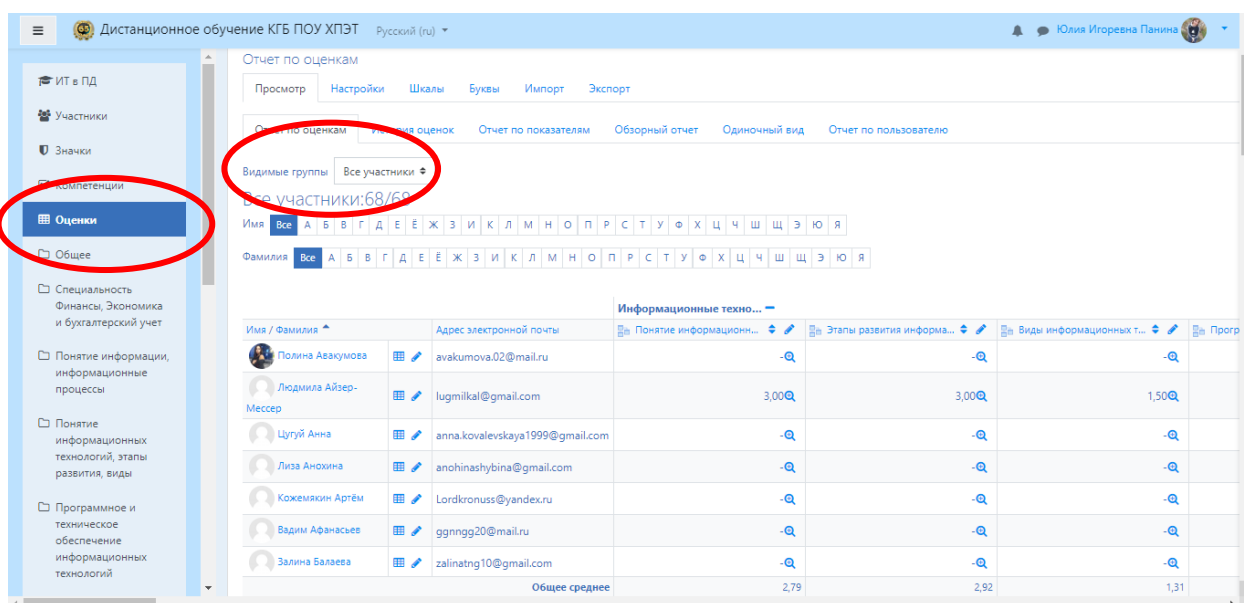 Дистанционное обучение КГБ ПОУ ХПЭТ Русский (ru) Юлия Игоревна Панина
ИТ в ПД
Участники
Значки
Компетенции
Оценки
Общее
Специальность
Финансы, Экономика
и бухгалтерский учет
Понятие информации,
информационные
процессы
Понятие
информационных
технологий, этапы
развития, виды
Программное и
техническое
обеспечение
информационных
технологий
Отчет по оценкам
Просмотр Настройки Шкалы Буквы Импорт Экспорт
Отчет по оценкам История оценок Отчет по показателям Обзорный отчет Одиночный вид Отчет по пользователю
Видимые группы Все участники
Все участники:68/68
Имя Все А Б В Г Д Е Ё Ж З И К Л М Н О П Р С Т У Ф Х Ц Ч Ш Щ Э Ю Я
Фамилия Все А Б В Г Д Е Ё Ж З И К Л М Н О П Р С Т У Ф Х Ц Ч Ш Щ Э Ю Я
Информационные техно...
Имя / Фамилия Адрес электронной почты Понятие информационн... Этапы развития информа... Виды информационных т... Прогр
Полина Авакумова avakumova.02@mail.ru - - -
Людмила Айзер-
Мессер lugmilkal@gmail.com 3,00 3,00 1,50
Цугуй Анна anna.kovalevskaya1999@gmail.com - - -
Лиза Анохина anohinashybina@gmail.com - - -
Кожемякин Артём Lordkronuss@yandex.ru - - -
Вадим Афанасьев ggnngg20@mail.ru - - -
Залина Балаева zalinatng10@gmail.com - - -
Общее среднее 2,79 2,92 1,31